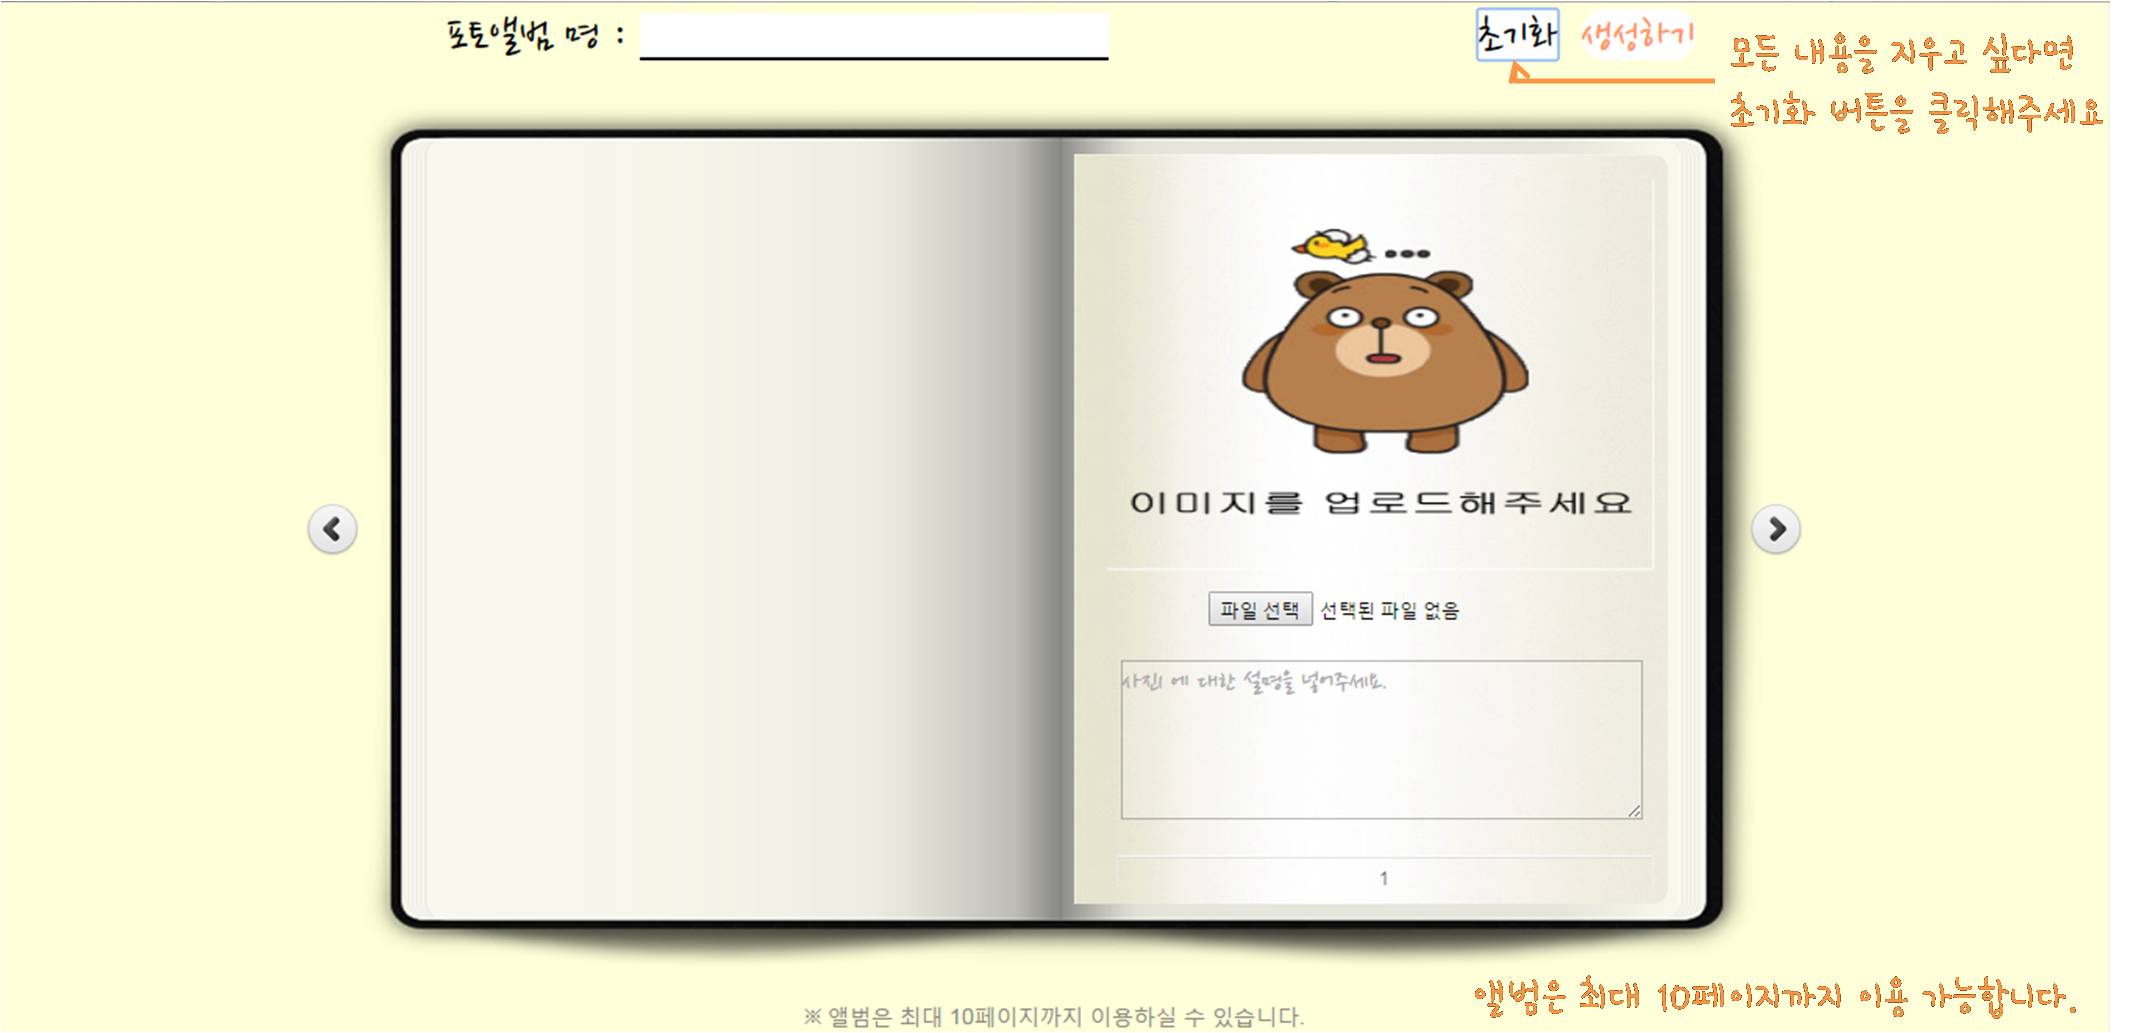 포토앨범 명 :
초기화 생성하기
모든 내용을 지우고 싶다면
초기화 버튼을 클릭해주세요
이미지를 업로드해주세요
파일 선택 선택된 파일 없음
사진 에 대한 설명을 넣어주세요.
1
앨범은 최대 10페이지까지 이용 가능합니다.
※ 앨범은 최대 10페이지까지 이용하실 수 있습니다.